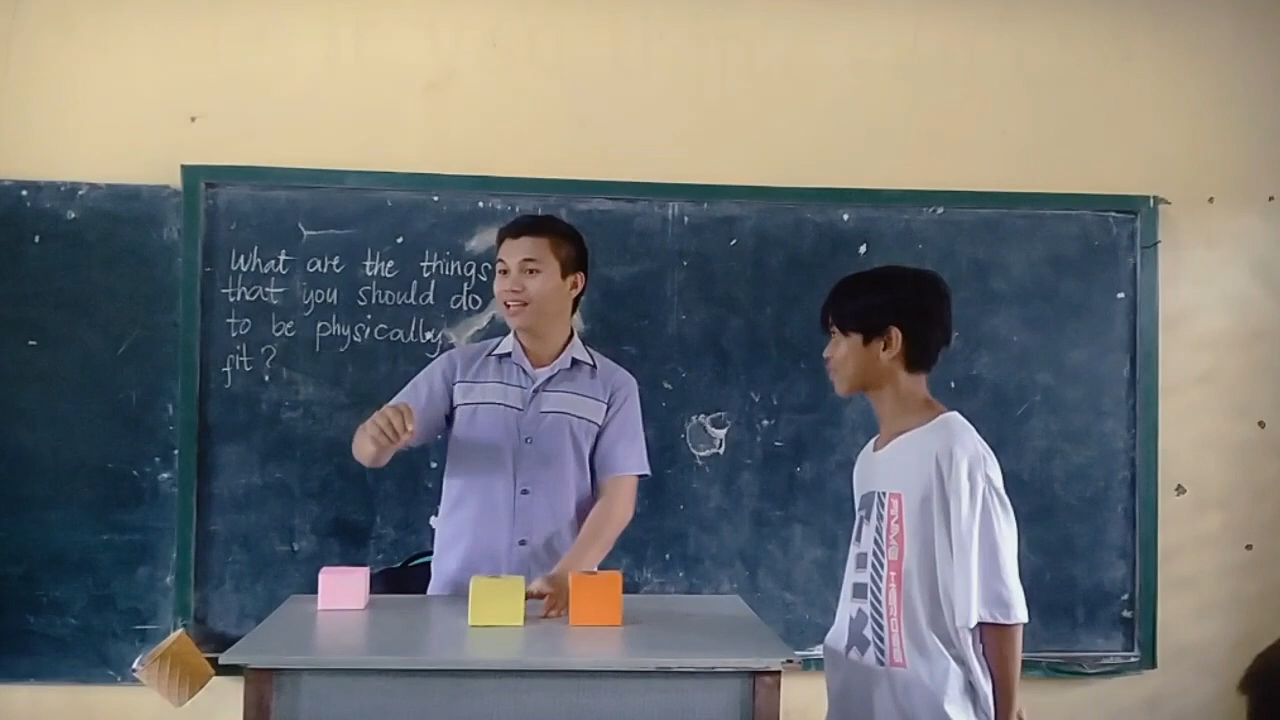 What are the things
that you should do
to be physically
fit?